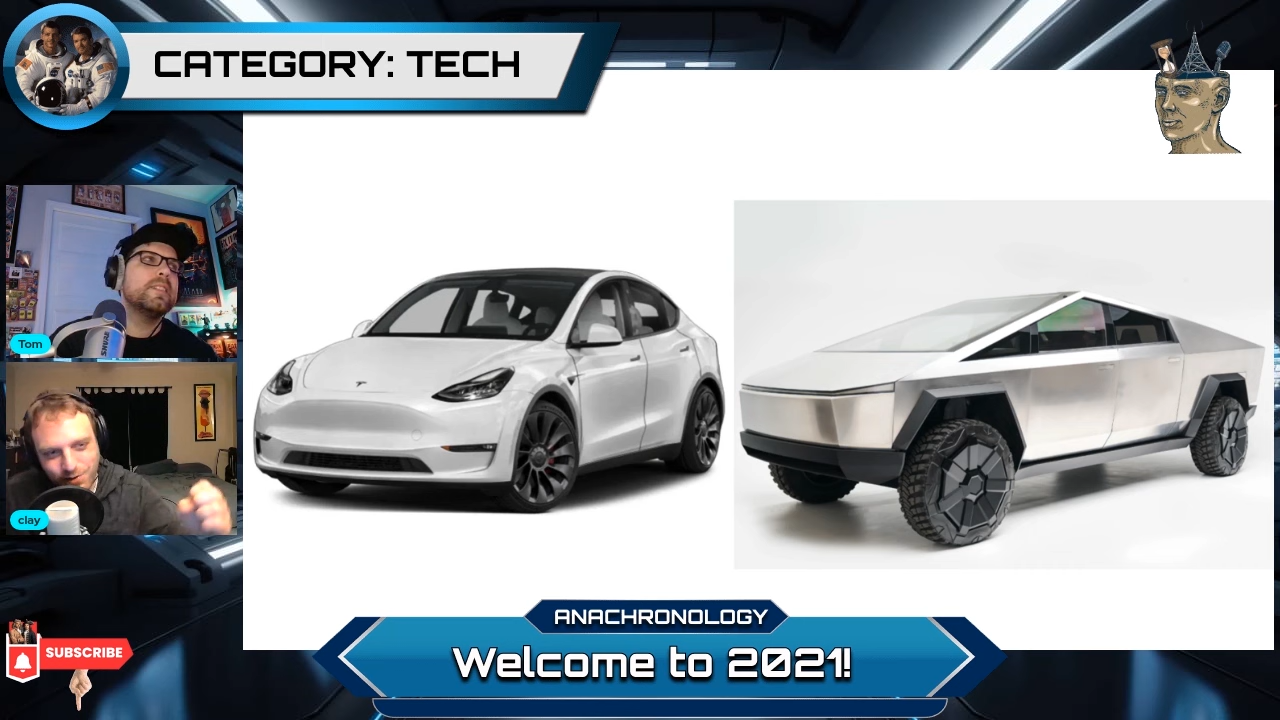 CATEGORY: TECH
Tom
clay
SUBSCRIBE
ANACHRONOLOGY
Welcome to 2021!